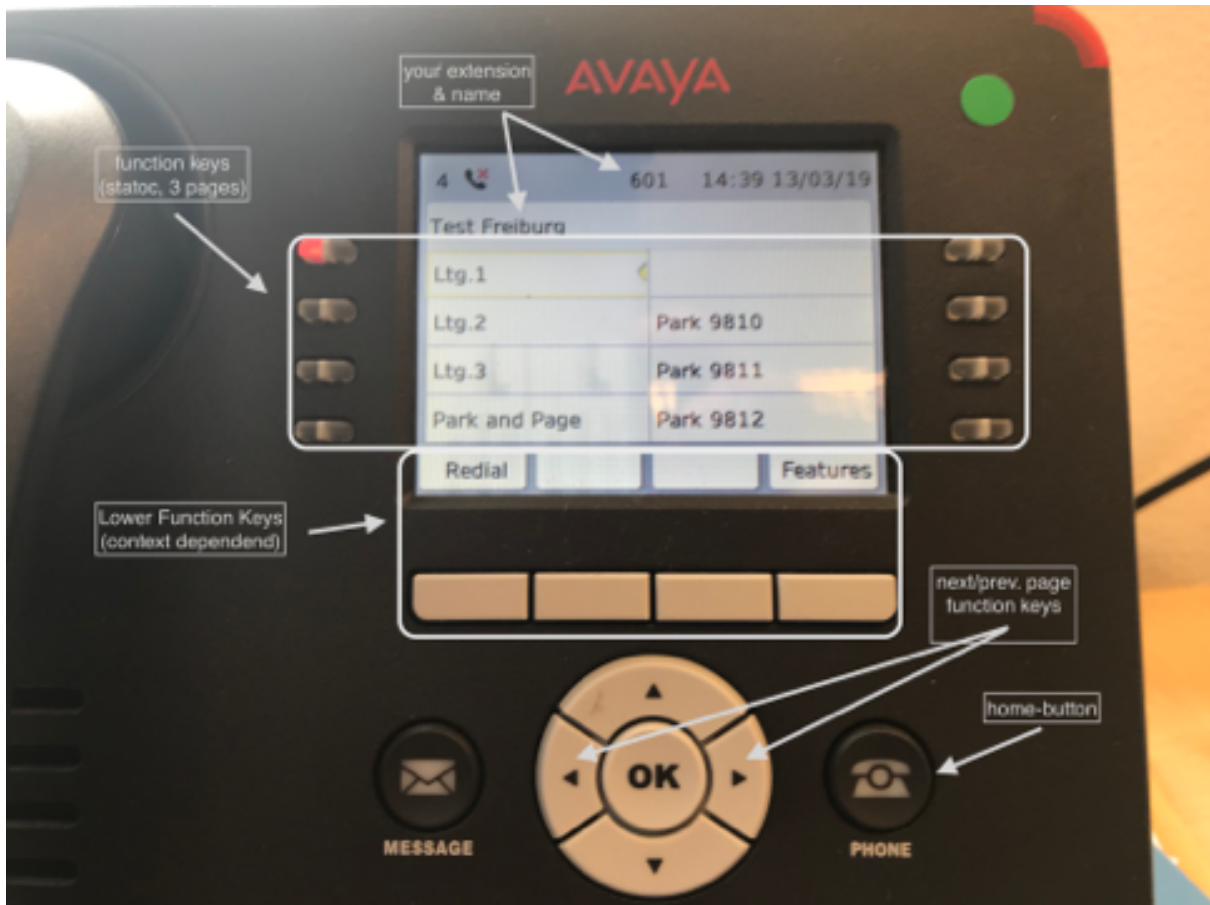 your extension
& name
AVAYA
function keys
(statoc, 3 pages)
4 601 14:39 13/03/19
Test Freiburg
Ltg.1
Ltg.2 Park 9810
Ltg.3 Park 9811
Park and Page Park 9812
Redial Features
Lower Function Keys
(context dependend)
next/prev. page
function keys
home-button
OK
MESSAGE
PHONE